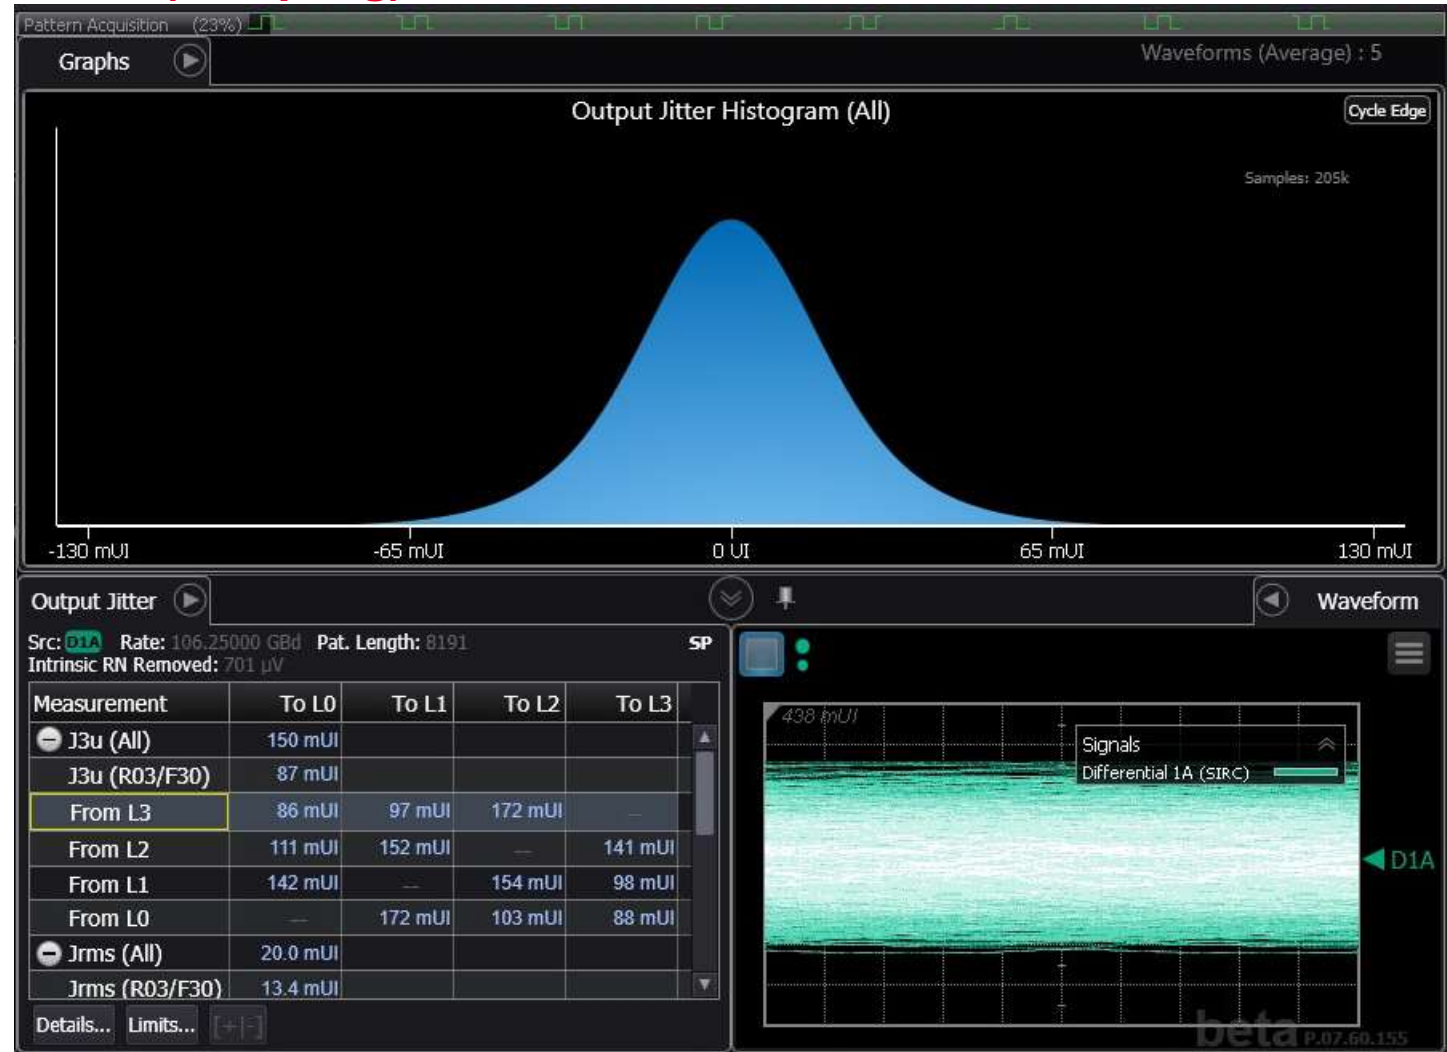 Pattern Acquisition (23%)
Graphs
Waveforms (Average) : 5
Output Jitter Histogram (All)
Cycle Edge
Samples: 205k
-130 mUI -65 mUI 0 UI 65 mUI 130 mUI
Output Jitter
Waveform
Src: D1A Rate: 106.25000 GBd Pat. Length: 8191 SP
Intrinsic RN Removed: 701 µV
Measurement To L0 To L1 To L2 To L3
J3u (All) 150 mUI
J3u (R03/F30) 87 mUI
From L3 86 mUI 97 mUI 172 mUI ---
From L2 111 mUI 152 mUI --- 141 mUI
From L1 142 mUI --- 154 mUI 98 mUI
From L0 --- 172 mUI 103 mUI 88 mUI
Jrms (All) 20.0 mUI
Jrms (R03/F30) 13.4 mUI
Details... Limits... [+|-]
438 mUI
Signals
Differential 1A (SIRC)
D1A
beta P.07.60.155